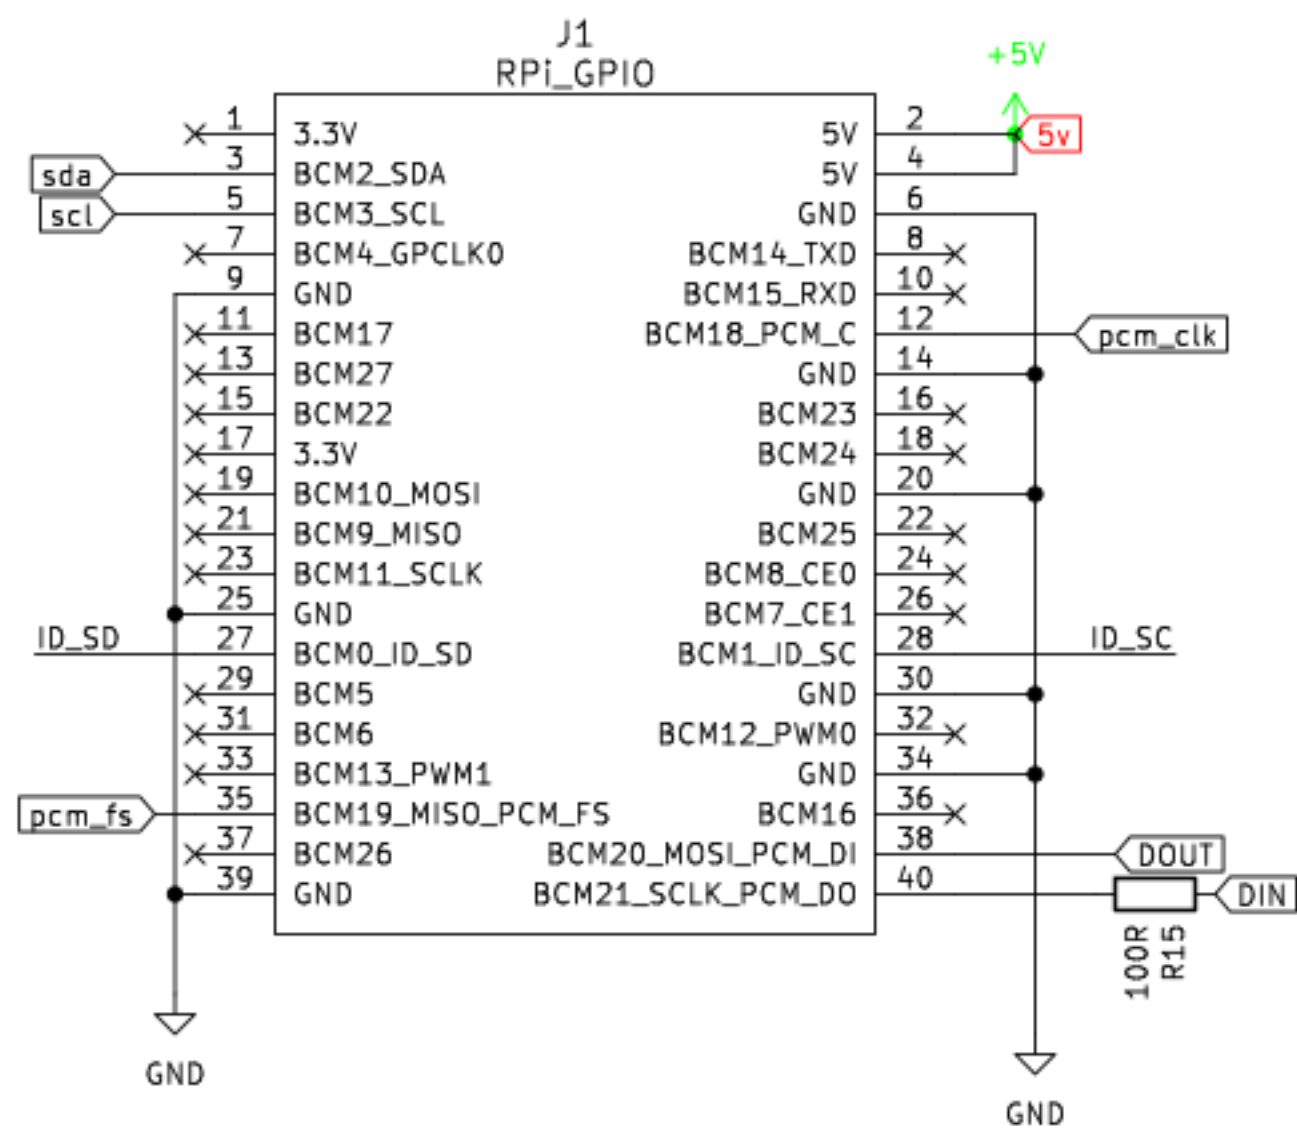 J1
RPi_GPIO
+5V
1 3.3V 5V 2 5v
sda 3 BCM2_SDA 5V 4
scl 5 BCM3_SCL GND 6
7 BCM4_GPCLK0 BCM14_TXD 8
9 GND BCM15_RXD 10
11 BCM17 BCM18_PCM_C 12 pcm_clk
13 BCM27 GND 14
15 BCM22 BCM23 16
17 3.3V BCM24 18
19 BCM10_MOSI GND 20
21 BCM9_MISO BCM25 22
23 BCM11_SCLK BCM8_CE0 24
25 GND BCM7_CE1 26
ID_SD 27 BCM0_ID_SD BCM1_ID_SC 28 ID_SC
29 BCM5 GND 30
31 BCM6 BCM12_PWM0 32
33 BCM13_PWM1 GND 34
pcm_fs 35 BCM19_MISO_PCM_FS BCM16 36
37 BCM26 BCM20_MOSI_PCM_DI 38 DOUT
39 GND BCM21_SCLK_PCM_DO 40 DIN
100R
R15
GND
GND